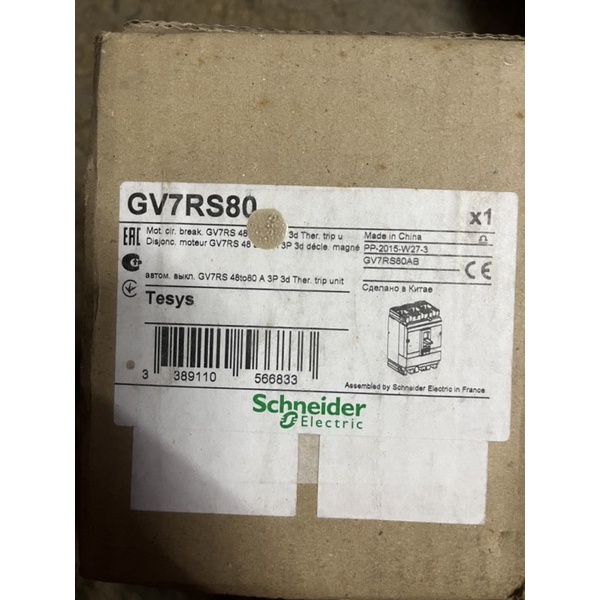 GV7RS80
x1
EAC
Mot. cir. break. GV7RS 48 3d Ther. trip u
Disjonc. moteur GV7RS 48 3P 3d décle. magné
Made in China
PP-2015-W27-3
GV7RS80AB
CE
автом. выкл. GV7RS 48to80 A 3P 3d Ther. trip unit
Сделано в Китае
Tesys
3 389110 566833
Assembled by Schneider Electric in France
Schneider
Electric